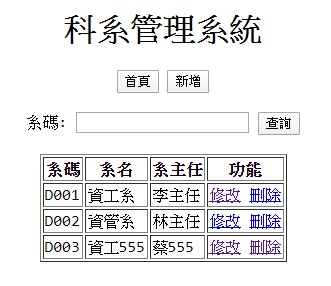 科系管理系統
首頁 新增
系碼: 查詢
系碼 系名 系主任 功能
D001 資工系 李主任 修改 刪除
D002 資管系 林主任 修改 刪除
D003 資工555 蔡555 修改 刪除